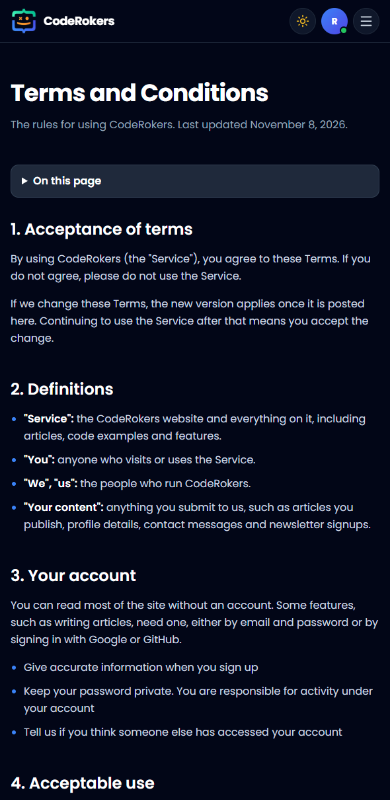 CodeRokers
R
Terms and Conditions
The rules for using CodeRokers. Last updated November 8, 2026.
On this page
1. Acceptance of terms
By using CodeRokers (the "Service"), you agree to these Terms. If you
do not agree, please do not use the Service.
If we change these Terms, the new version applies once it is posted
here. Continuing to use the Service after that means you accept the
change.
2. Definitions
"Service": the CodeRokers website and everything on it, including
articles, code examples and features.
"You": anyone who visits or uses the Service.
"We", "us": the people who run CodeRokers.
"Your content": anything you submit to us, such as articles you
publish, profile details, contact messages and newsletter signups.
3. Your account
You can read most of the site without an account. Some features,
such as writing articles, need one, either by email and password or by
signing in with Google or GitHub.
Give accurate information when you sign up
Keep your password private. You are responsible for activity under
your account
Tell us if you think someone else has accessed your account
4. Acceptable use